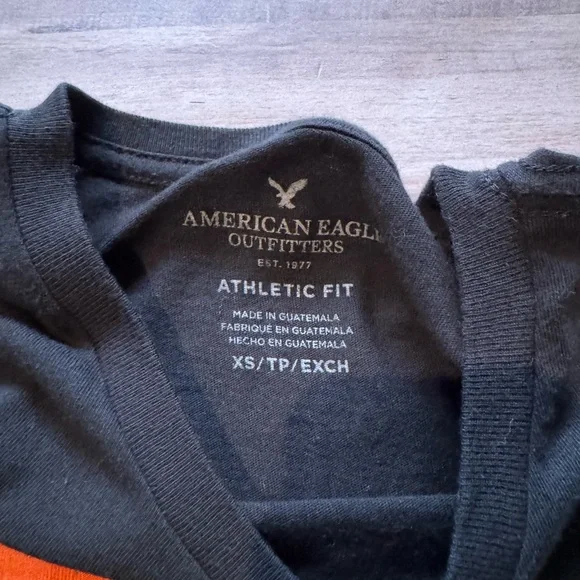 AMERICAN EAGLE
OUTFITTERS
EST. 1977
ATHLETIC FIT
MADE IN GUATEMALA
FABRIQUÉ EN GUATEMALA
HECHO EN GUATEMALA
XS/TP/EXCH